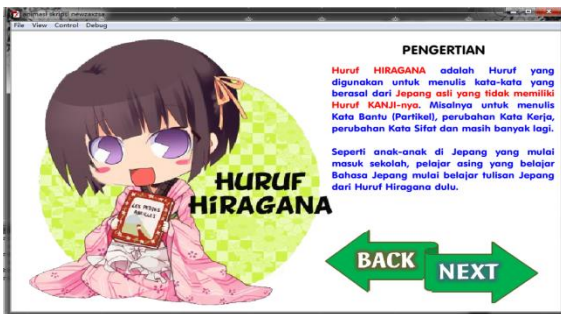 animasi skripsi newzaszsa
File View Control Debug
PENGERTIAN
Huruf HIRAGANA adalah Huruf yang
digunakan untuk menulis kata-kata yang
berasal dari Jepang asli yang tidak memiliki
Huruf KANJI-nya. Misalnya untuk menulis
Kata Bantu (Partikel), perubahan Kata Kerja,
perubahan Kata Sifat dan masih banyak lagi.
Seperti anak-anak di Jepang yang mulai
masuk sekolah, pelajar asing yang belajar
Bahasa Jepang mulai belajar tulisan Jepang
dari Huruf Hiragana dulu.
HURUF
HIRAGANA
BACK
NEXT